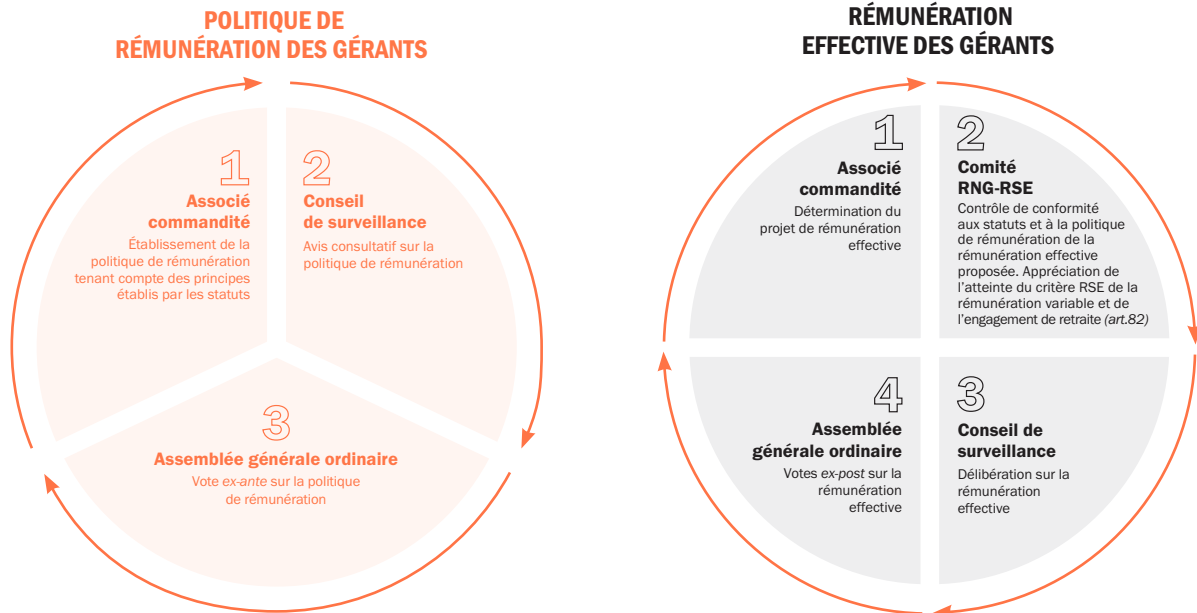 POLITIQUE DE
RÉMUNÉRATION DES GÉRANTS
1
Associé
commandité
Établissement de la
politique de rémunération
tenant compte des principes
établis par les statuts
2
Conseil
de surveillance
Avis consultatif sur la
politique de rémunération
3
Assemblée générale ordinaire
Vote ex-ante sur la politique
de rémunération
RÉMUNÉRATION
EFFECTIVE DES GÉRANTS
1
Associé
commandité
Détermination du
projet de rémunération
effective
2
Comité
RNG-RSE
Contrôle de conformité
aux statuts et à la politique
de rémunération de la
rémunération effective
proposée. Appréciation de
l'atteinte du critère RSE de la
rémunération variable et de
l'engagement de retraite (art.82)
3
Conseil de
surveillance
Délibération sur la
rémunération
effective
4
Assemblée
générale ordinaire
Votes ex-post sur la
rémunération
effective